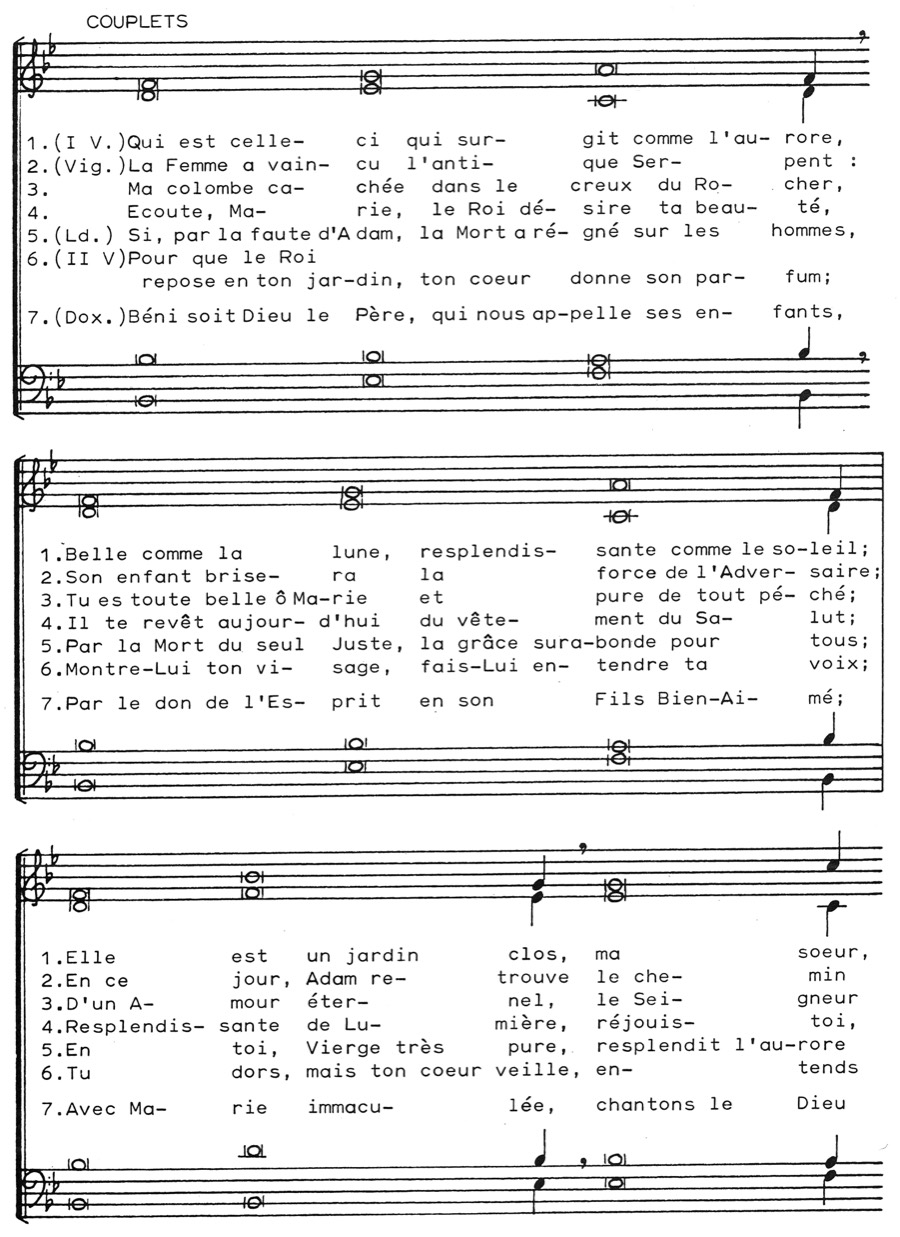 COUPLETS
1.(I V.)Qui est celle- ci qui sur- git comme l'au- rore,
2.(Vig.)La Femme a vain- cu l'anti- que Ser- pent :
3. Ma colombe ca- chée dans le creux du Ro- cher,
4. Ecoute, Ma- rie, le Roi dé- sire ta beau- té,
5.(Ld.) Si, par la faute d'Adam, la Mort a ré- gné sur les hommes,
6.(II V)Pour que le Roi
repose en ton jar-din, ton coeur donne son par- fum;
7.(Dox.)Béni soit Dieu le Père, qui nous ap-pelle ses en- fants,
1.Belle comme la lune, resplendis- sante comme le so-leil;
2.Son enfant brise- ra la force de l'Adver- saire;
3.Tu es toute belle ô Ma-rie et pure de tout pé- ché;
4.Il te revêt aujour- d'hui du vête- ment du Sa- lut;
5.Par la Mort du seul Juste, la grâce sura-bonde pour tous;
6.Montre-Lui ton vi- sage, fais-Lui en- tendre ta voix;
7.Par le don de l'Es- prit en son Fils Bien-Ai- mé;
1.Elle est un jardin clos, ma soeur,
2.En ce jour, Adam re- trouve le che- min
3.D'un A- mour éter- nel, le Sei- gneur
4.Resplendis- sante de Lu- mière, réjouis- toi,
5.En toi, Vierge très pure, resplendit l'au-rore
6.Tu dors, mais ton coeur veille, en- tends
7.Avec Ma- rie immacu- lée, chantons le Dieu